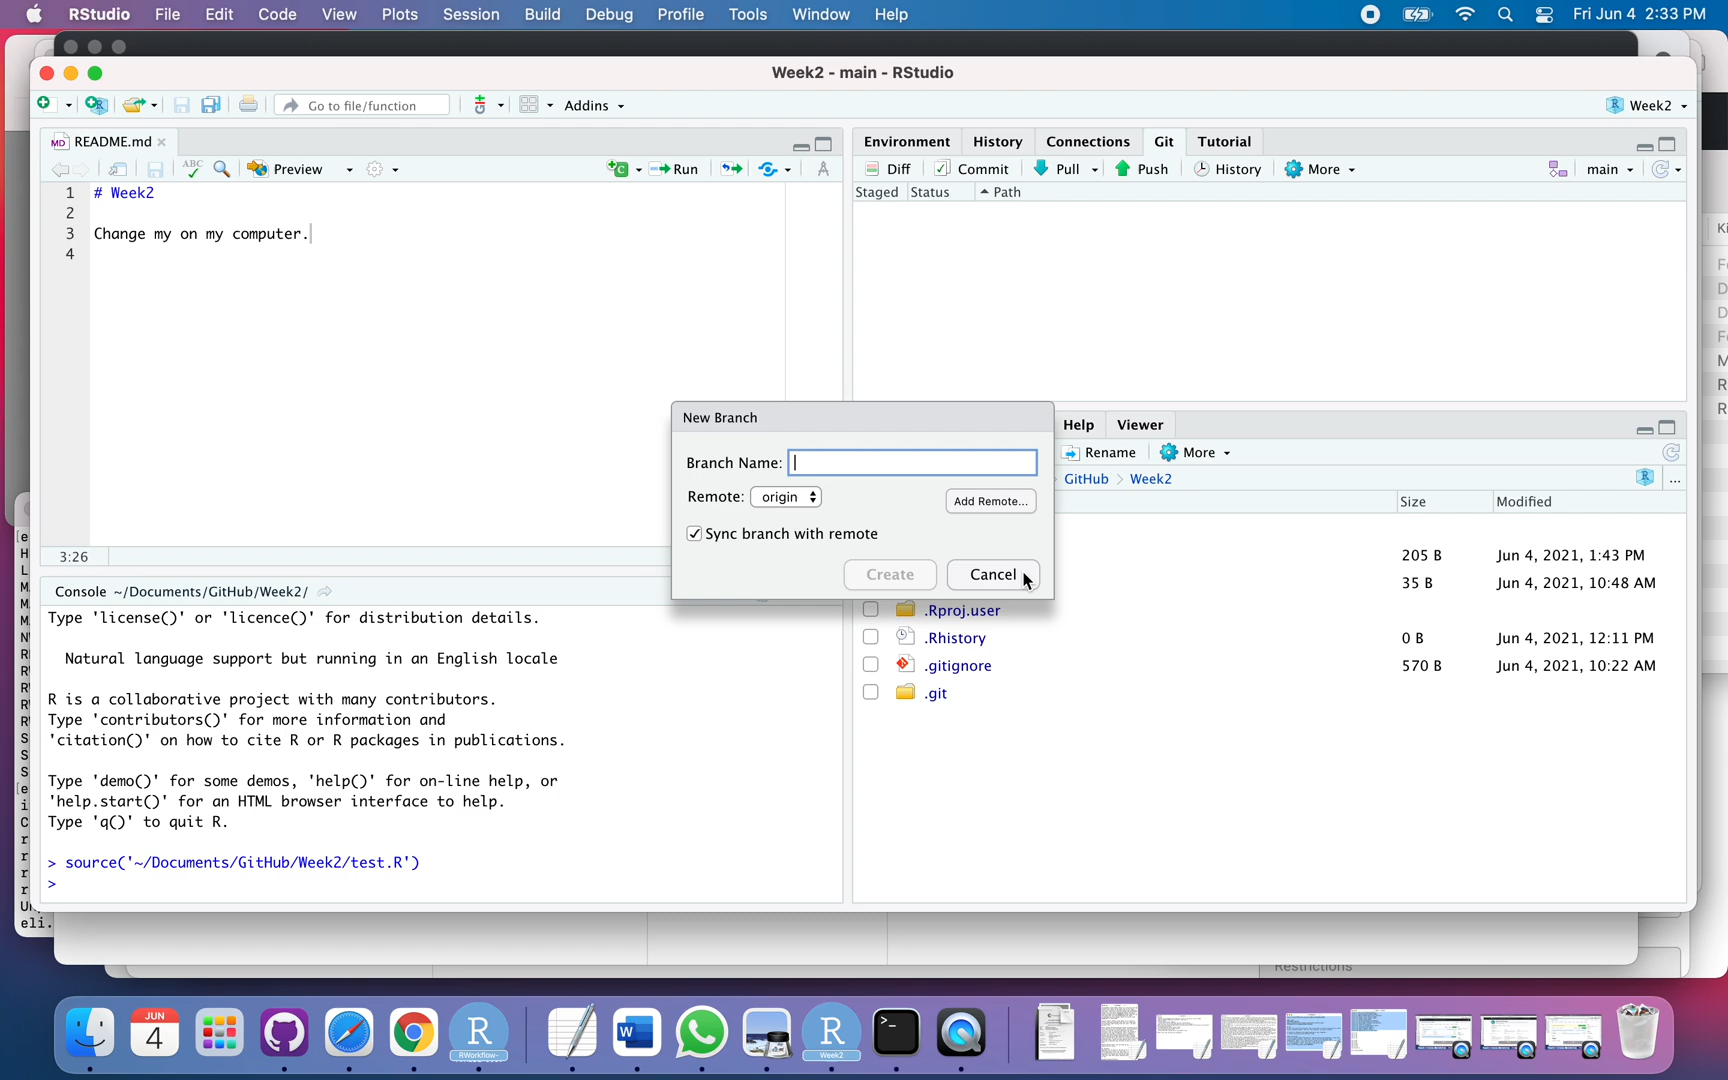 RStudio File Edit Code View Plots Session Build Debug Profile Tools Window Help Fri Jun 4 2:33 PM
Week2 - main - RStudio
Go to file/function Addins Week2
README.md
Preview Run
1 # Week2
2
3 Change my on my computer.
4
3:26
Environment History Connections Git Tutorial
Diff Commit Pull Push History More main
Staged Status Path
New Branch
Branch Name:
Remote: origin Add Remote...
Sync branch with remote
Create Cancel
Help Viewer
Rename More
GitHub > Week2 ...
Size Modified
205 B Jun 4, 2021, 1:43 PM
35 B Jun 4, 2021, 10:48 AM
.Rproj.user
.Rhistory 0 B Jun 4, 2021, 12:11 PM
.gitignore 570 B Jun 4, 2021, 10:22 AM
.git
Console ~/Documents/GitHub/Week2/
Type 'license()' or 'licence()' for distribution details.
Natural language support but running in an English locale
R is a collaborative project with many contributors.
Type 'contributors()' for more information and
'citation()' on how to cite R or R packages in publications.
Type 'demo()' for some demos, 'help()' for on-line help, or
'help.start()' for an HTML browser interface to help.
Type 'q()' to quit R.
> source('~/Documents/GitHub/Week2/test.R')
>
eli.
JUN
4
RWorkflow-
Week2